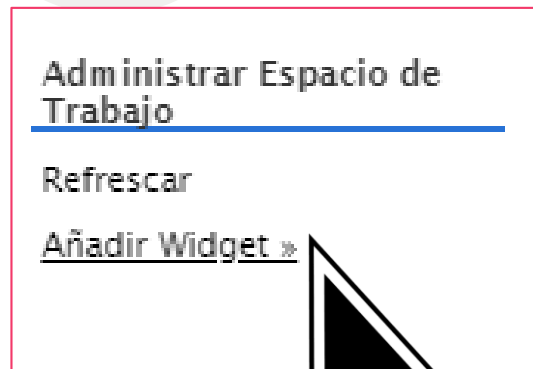 Administrar Espacio de
Trabajo
Refrescar
Añadir Widget »